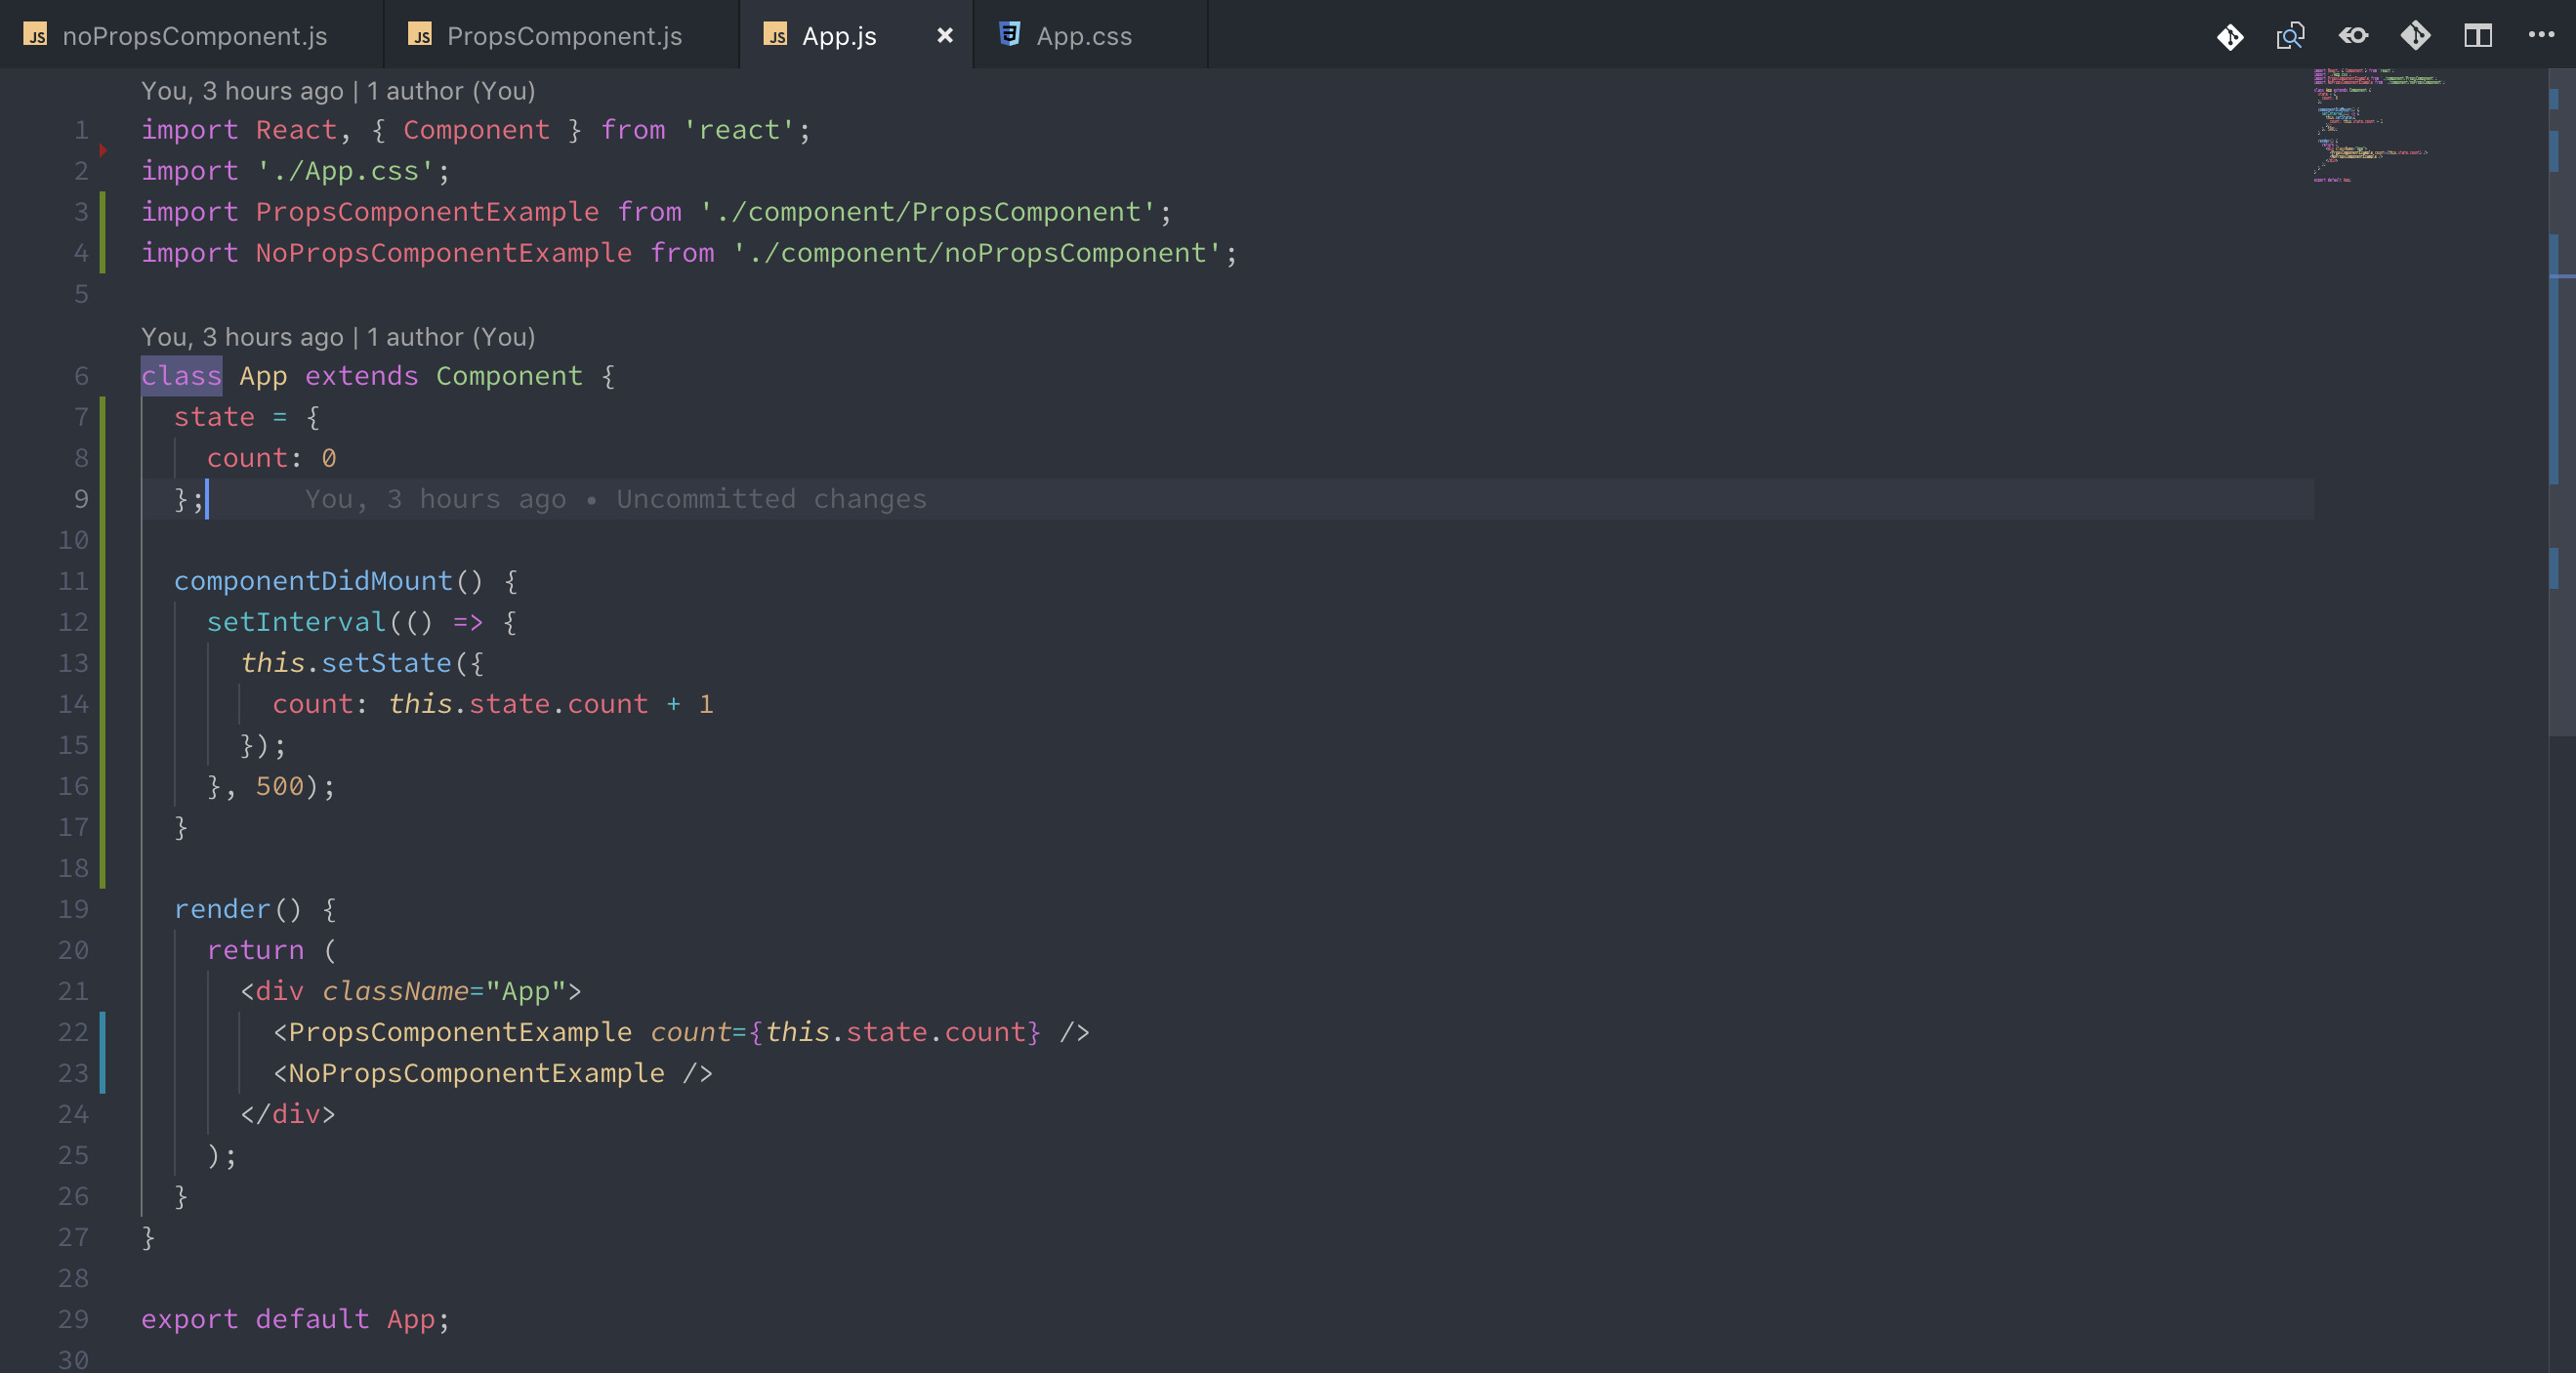 noPropsComponent.js PropsComponent.js App.js App.css
You, 3 hours ago | 1 author (You)
1 import React, { Component } from 'react';
2 import './App.css';
3 import PropsComponentExample from './component/PropsComponent';
4 import NoPropsComponentExample from './component/noPropsComponent';
5
You, 3 hours ago | 1 author (You)
6 class App extends Component {
7 state = {
8 count: 0
9 }; You, 3 hours ago • Uncommitted changes
10
11 componentDidMount() {
12 setInterval(() => {
13 this.setState({
14 count: this.state.count + 1
15 });
16 }, 500);
17 }
18
19 render() {
20 return (
21 <div className="App">
22 <PropsComponentExample count={this.state.count} />
23 <NoPropsComponentExample />
24 </div>
25 );
26 }
27 }
28
29 export default App;
30